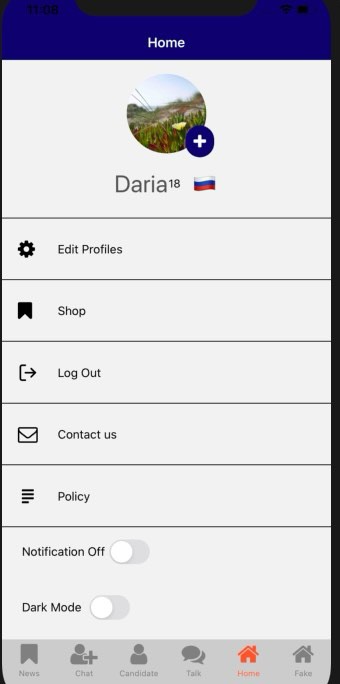 11:08
Home
Daria18
Edit Profiles
Shop
Log Out
Contact us
Policy
Notification Off
Dark Mode
News Chat Candidate Talk Home Fake